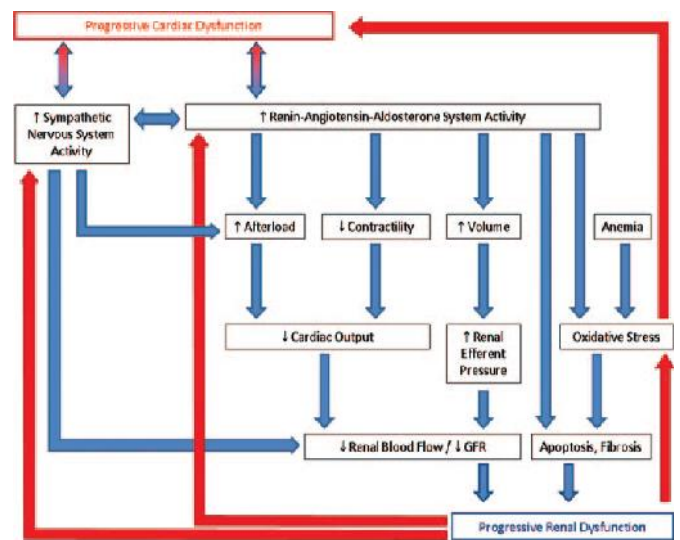 Progressive Cardiac Dysfunction
↑ Sympathetic
Nervous System
Activity
↑ Renin-Angiotensin-Aldosterone System Activity
↑ Afterload
↓ Contractility
↑ Volume
Anemia
↓ Cardiac Output
↑ Renal
Efferent
Pressure
Oxidative Stress
↓ Renal Blood Flow / ↓ GFR
Apoptosis, Fibrosis
Progressive Renal Dysfunction